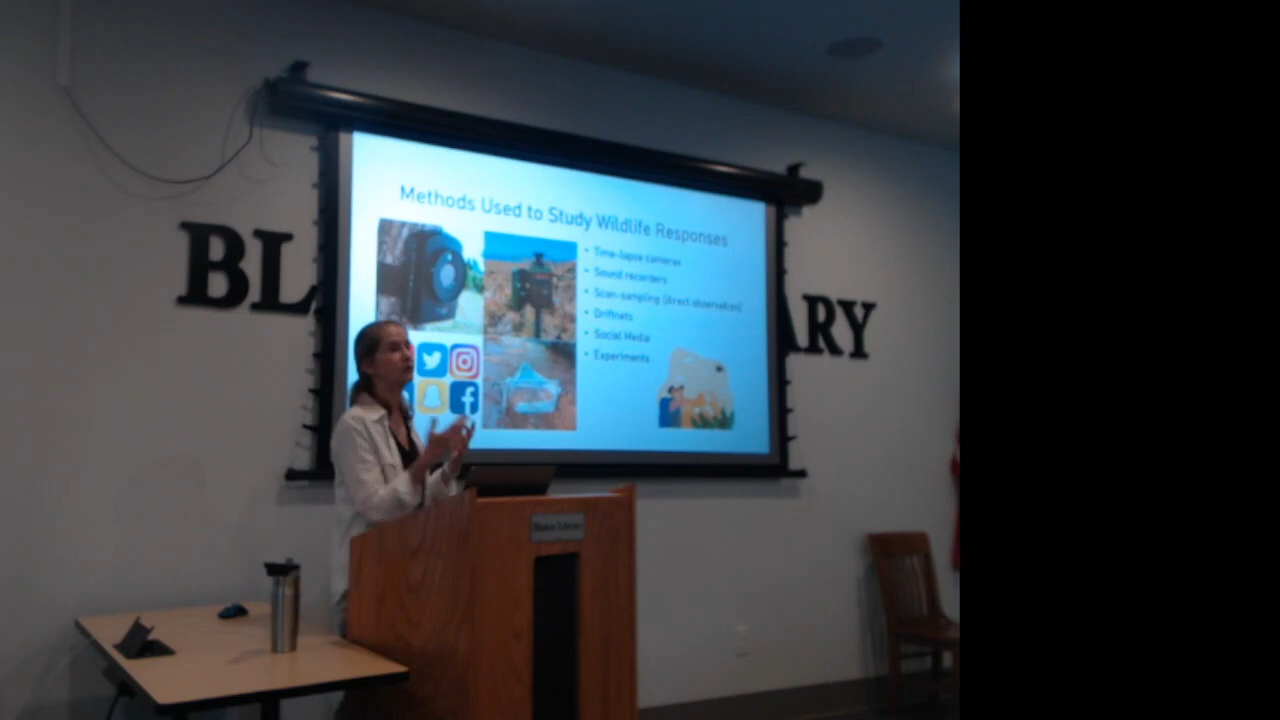 Methods Used to Study Wildlife Responses
• Time-lapse cameras
• Sound recorders
• Scan-sampling (direct observation)
• Driftnets
• Social Media
• Experiments
BL
ARY